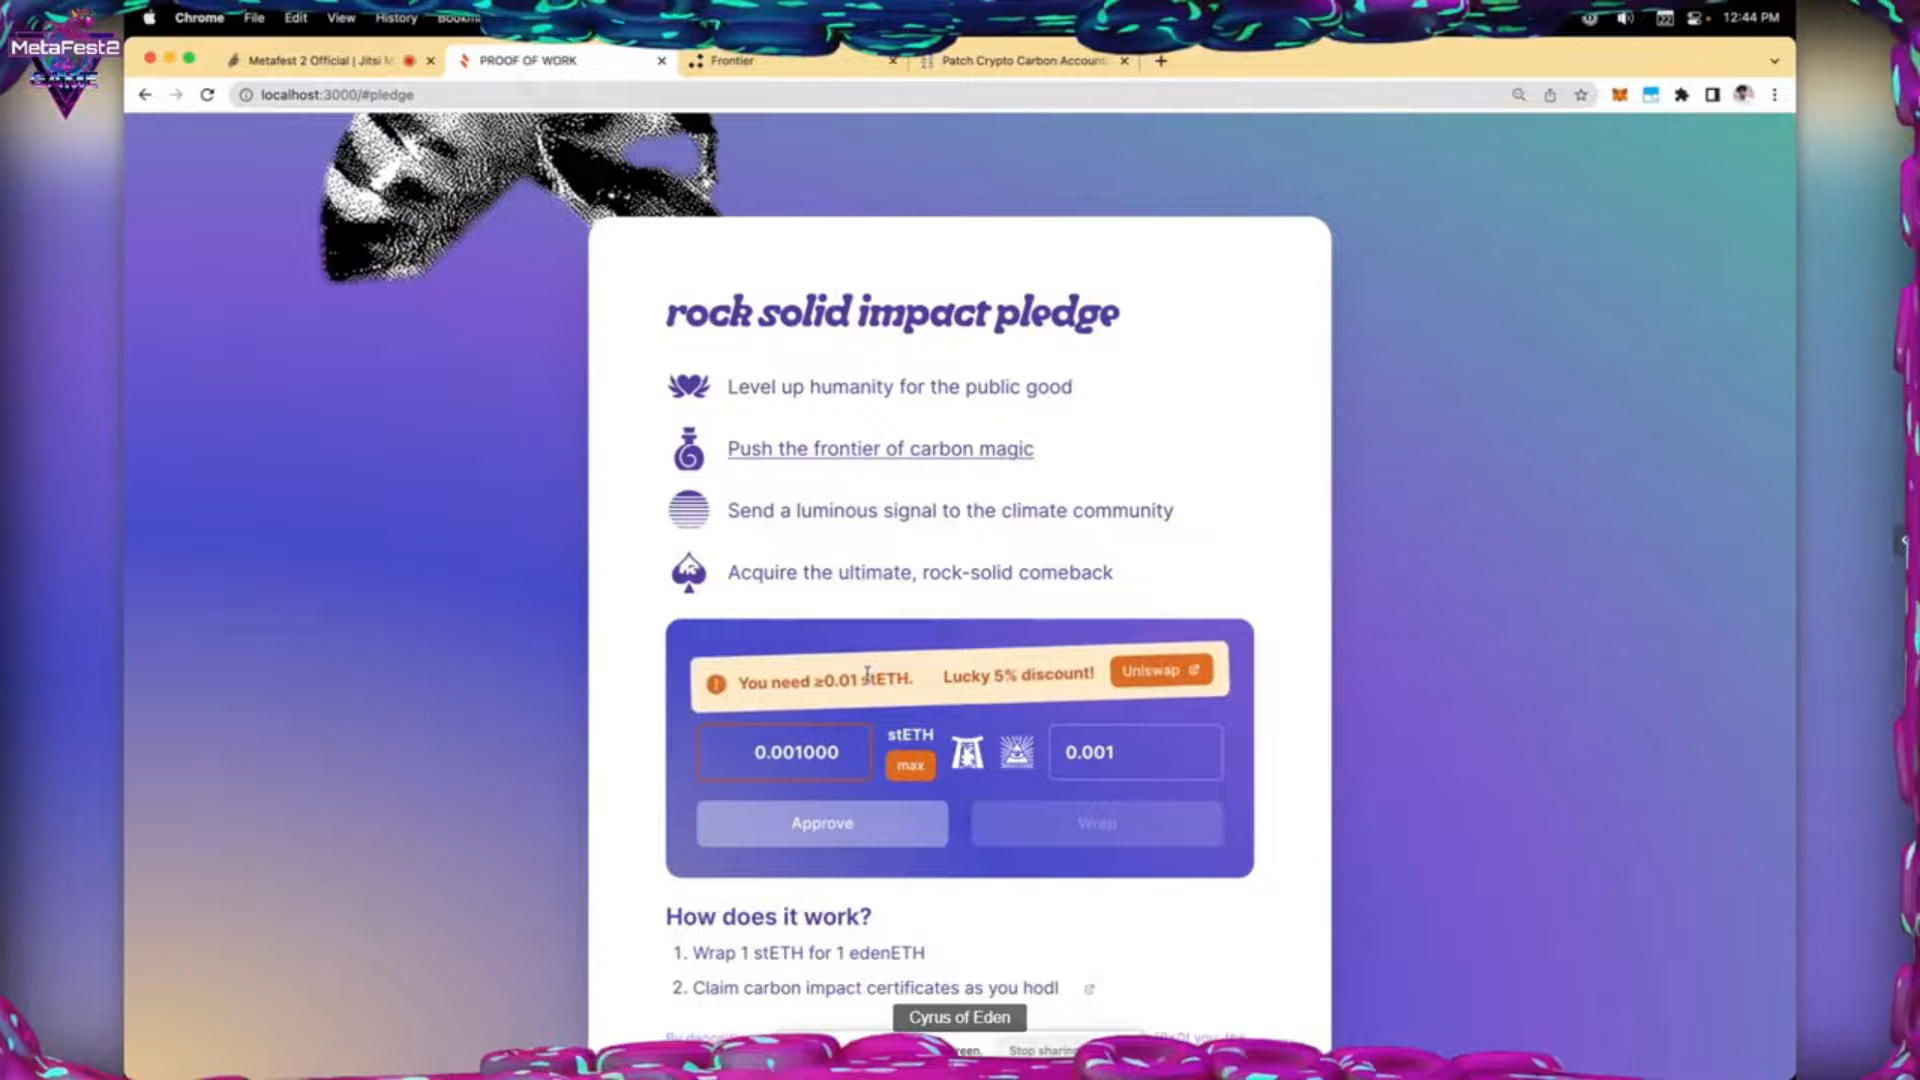 MetaFest2
GAME
Chrome File Edit View History Bookm
22
12:44 PM
Metafest 2 Official | Jitsi M
PROOF OF WORK
Frontier
Patch Crypto Carbon Account
localhost:3000/#pledge
rock solid impact pledge
Level up humanity for the public good
Push the frontier of carbon magic
Send a luminous signal to the climate community
Acquire the ultimate, rock-solid comeback
You need ≥0.01 stETH. Lucky 5% discount! Uniswap
0.001000 stETH max 0.001
Approve Wrap
How does it work?
1. Wrap 1 stETH for 1 edenETH
2. Claim carbon impact certificates as you hodl
Cyrus of Eden
Stop sharing